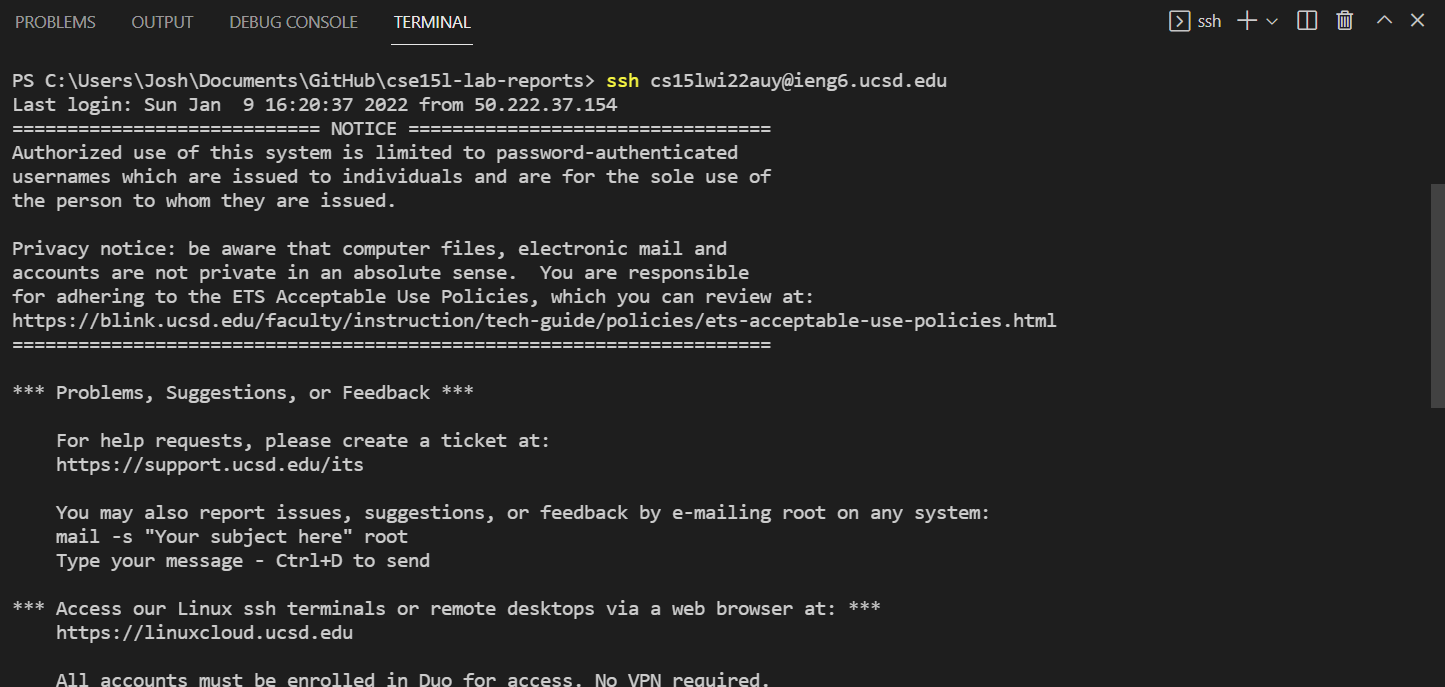 PROBLEMS OUTPUT DEBUG CONSOLE TERMINAL ssh
PS C:\Users\Josh\Documents\GitHub\cse15l-lab-reports> ssh cs15lwi22auy@ieng6.ucsd.edu
Last login: Sun Jan  9 16:20:37 2022 from 50.222.37.154
============================ NOTICE =================================
Authorized use of this system is limited to password-authenticated
usernames which are issued to individuals and are for the sole use of
the person to whom they are issued.

Privacy notice: be aware that computer files, electronic mail and
accounts are not private in an absolute sense.  You are responsible
for adhering to the ETS Acceptable Use Policies, which you can review at:
https://blink.ucsd.edu/faculty/instruction/tech-guide/policies/ets-acceptable-use-policies.html
=====================================================================

*** Problems, Suggestions, or Feedback ***

    For help requests, please create a ticket at:
    https://support.ucsd.edu/its

    You may also report issues, suggestions, or feedback by e-mailing root on any system:
    mail -s "Your subject here" root
    Type your message - Ctrl+D to send

*** Access our Linux ssh terminals or remote desktops via a web browser at: ***
    https://linuxcloud.ucsd.edu

    All accounts must be enrolled in Duo for access. No VPN required.